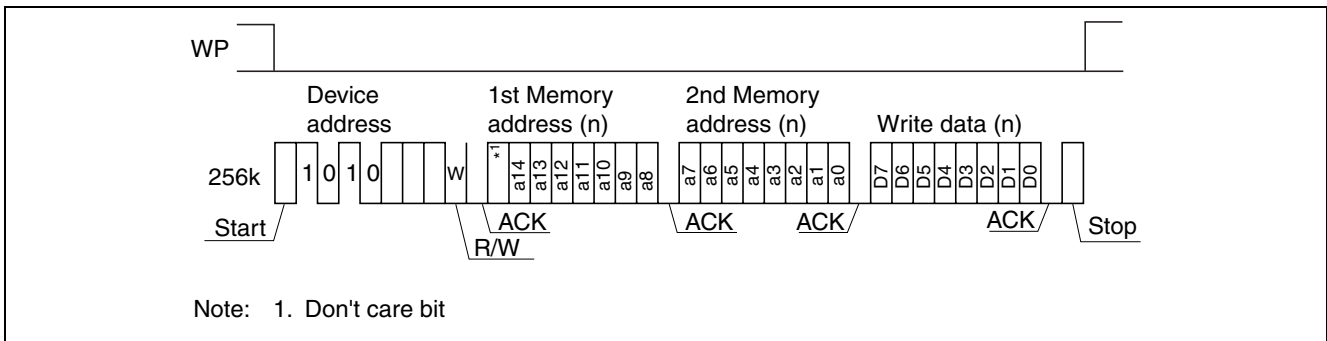 WP
Device address
1st Memory address (n)
2nd Memory address (n)
Write data (n)
256k
1 0 1 0 W *1 a14 a13 a12 a11 a10 a9 a8 a7 a6 a5 a4 a3 a2 a1 a0 D7 D6 D5 D4 D3 D2 D1 D0
Start
R/W
ACK
ACK
ACK
ACK
Stop
Note: 1. Don't care bit